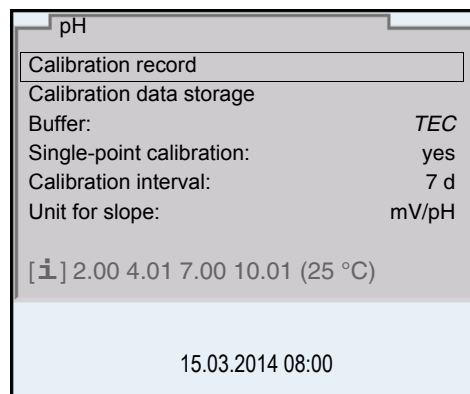 pH
Calibration record
Calibration data storage
Buffer: TEC
Single-point calibration: yes
Calibration interval: 7 d
Unit for slope: mV/pH
[i] 2.00 4.01 7.00 10.01 (25 °C)
15.03.2014 08:00